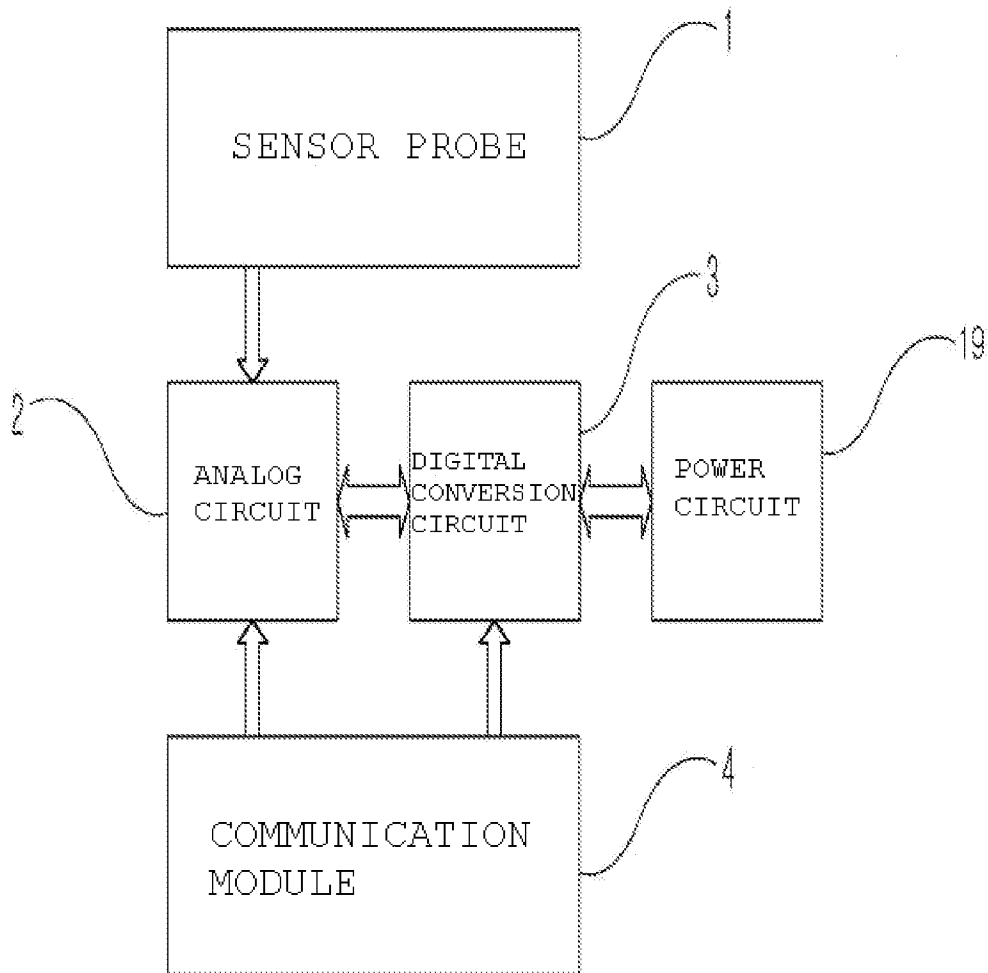 1
SENSOR PROBE
3
19
2
ANALOG
CIRCUIT
DIGITAL
CONVERSION
CIRCUIT
POWER
CIRCUIT
4
COMMUNICATION
MODULE